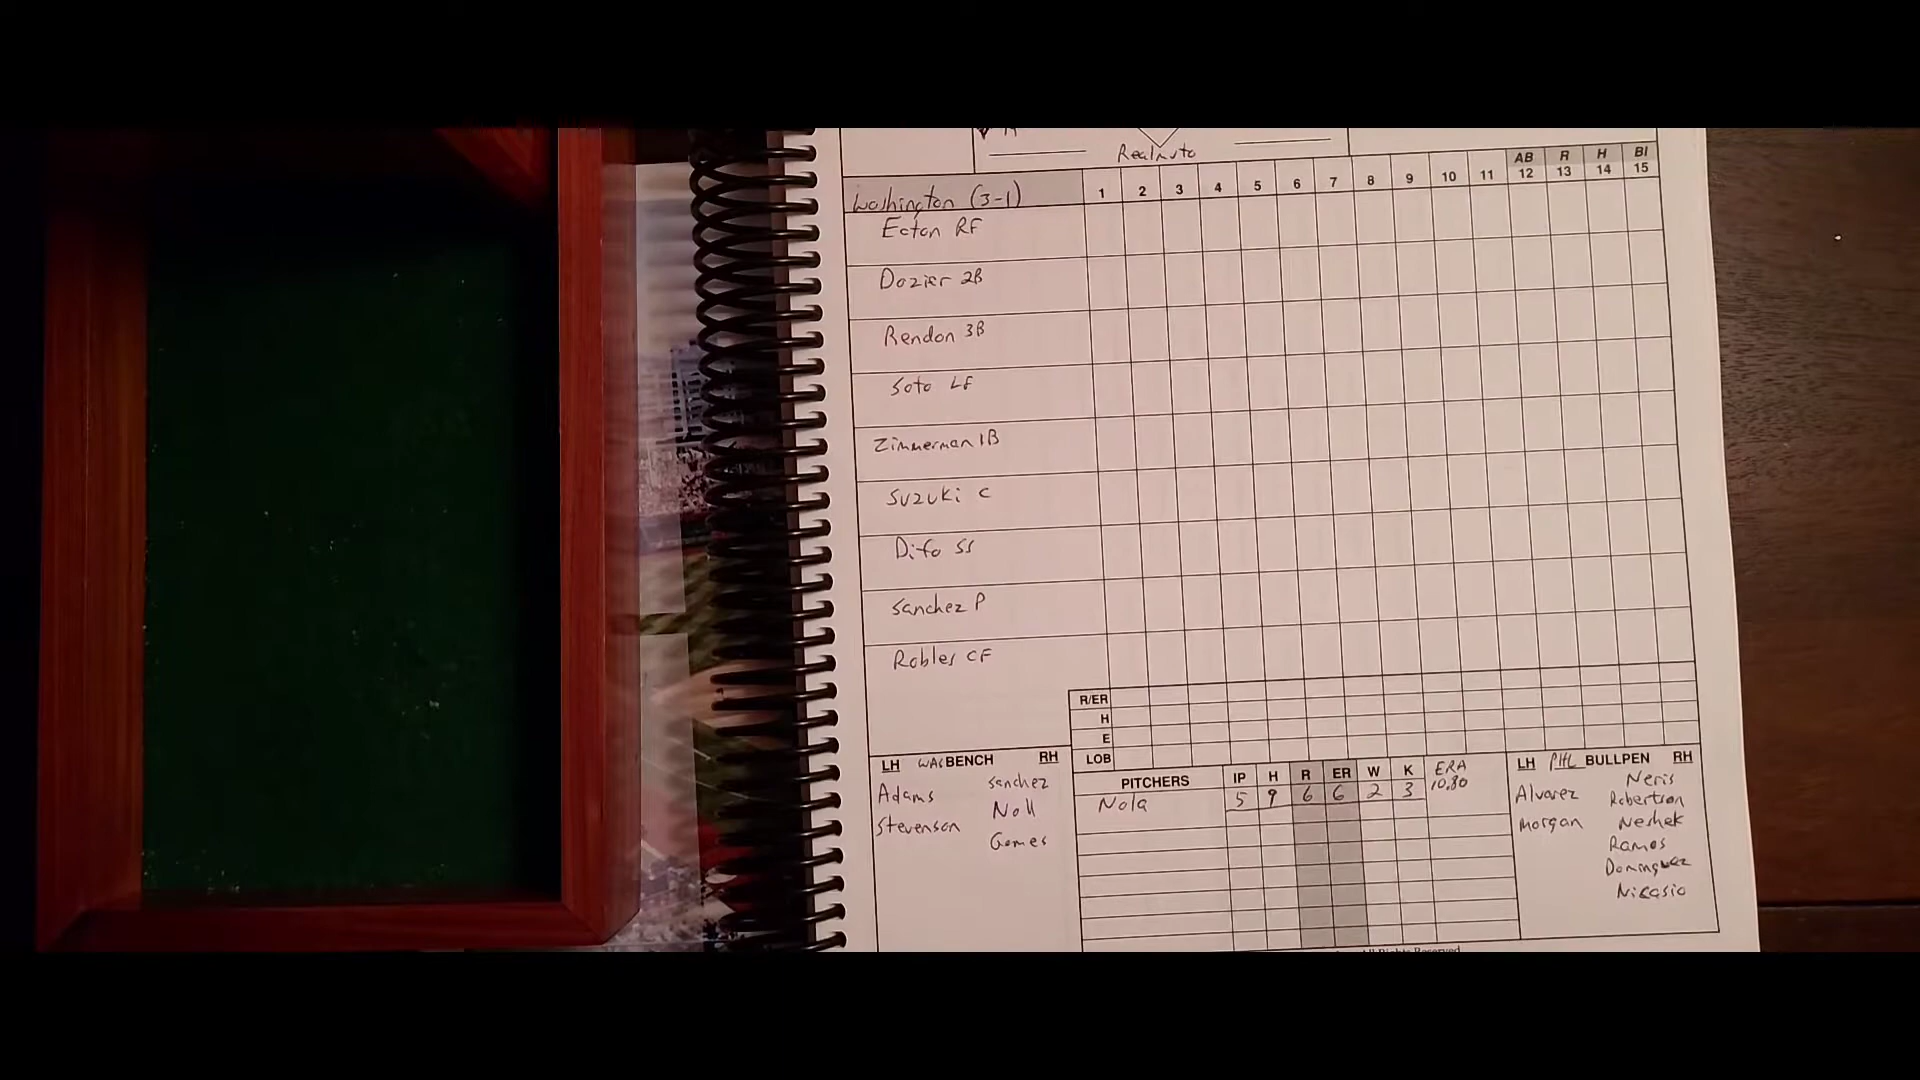 Realmuto
AB R H BI
Washington (3-1) 1 2 3 4 5 6 7 8 9 10 11 12 13 14 15
Eaton RF
Dozier 2B
Rendon 3B
Soto LF
Zimmerman 1B
Suzuki C
Difo SS
Sanchez P
Robles CF
R/ER
H
E
LOB
LH WAS BENCH RH
Adams Sanchez
Stevenson Noll
Gomes
PITCHERS IP H R ER W K ERA
Nola 5 9 6 6 2 3 10.80
LH PHL BULLPEN RH
Neris
Alvarez Robertson
Morgan Neshek
Ramos
Dominguez
Nicasio
All Rights Reserved